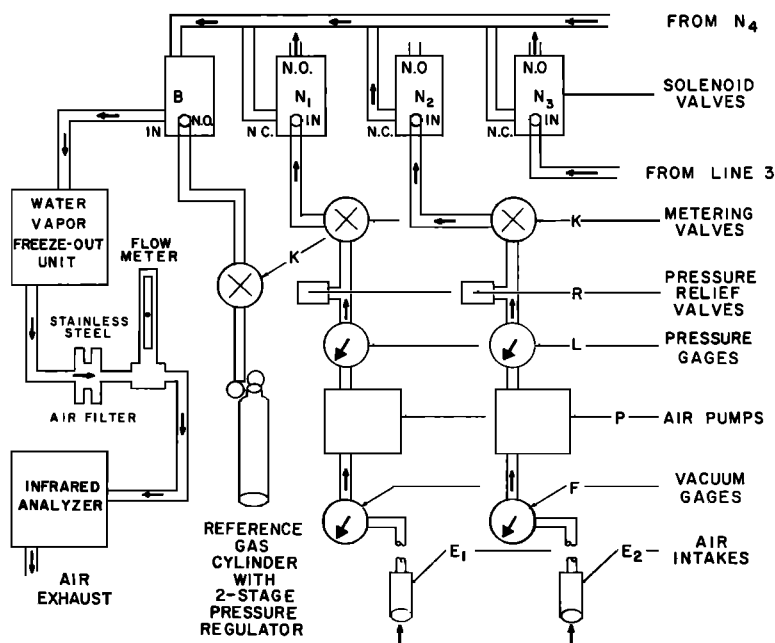 FROM N4
N.O.
N.O
N.O
B
N1
N2
N3
SOLENOID
VALVES
IN
N.O.
N.C.
IN
N.C.
IN
N.C.
IN
FROM LINE 3
WATER
VAPOR
FREEZE-OUT
UNIT
K
METERING
VALVES
FLOW
METER
K
R
PRESSURE
RELIEF
VALVES
STAINLESS
STEEL
L
PRESSURE
GAGES
AIR FILTER
P
AIR PUMPS
INFRARED
ANALYZER
F
VACUUM
GAGES
REFERENCE
GAS
CYLINDER
WITH
2-STAGE
PRESSURE
REGULATOR
E1
E2
AIR
INTAKES
AIR
EXHAUST